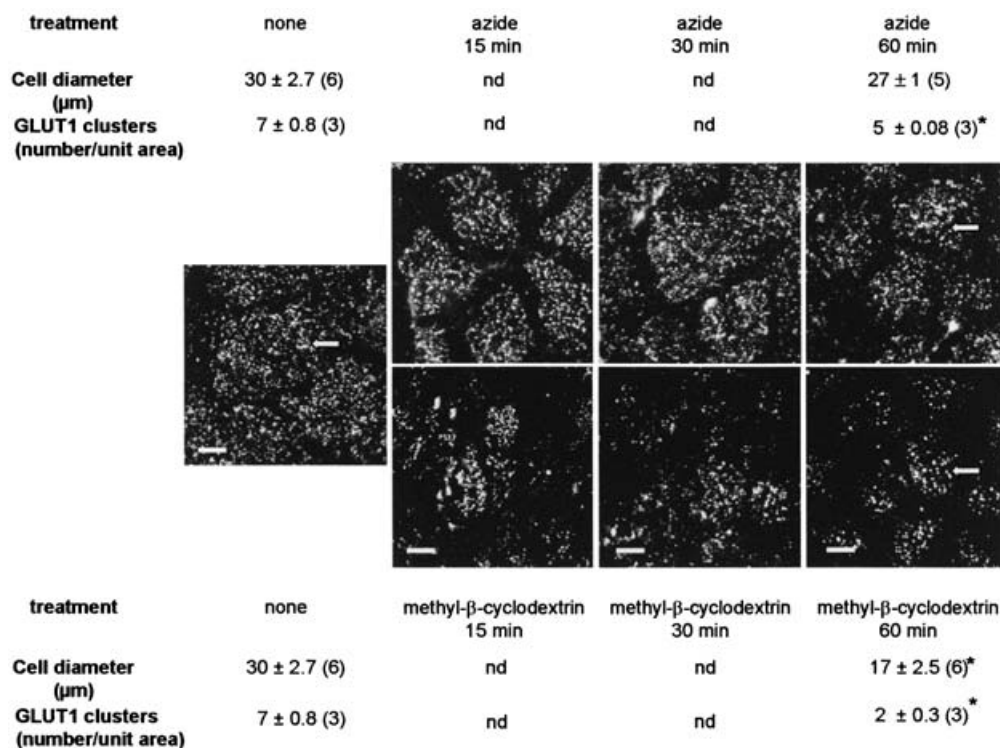 treatment none azide azide azide
15 min 30 min 60 min
Cell diameter 30 ± 2.7 (6) nd nd 27 ± 1 (5)
(µm)
GLUT1 clusters 7 ± 0.8 (3) nd nd 5 ± 0.08 (3)*
(number/unit area)
treatment none methyl-β-cyclodextrin methyl-β-cyclodextrin methyl-β-cyclodextrin
15 min 30 min 60 min
Cell diameter 30 ± 2.7 (6) nd nd 17 ± 2.5 (6)*
(µm)
GLUT1 clusters 7 ± 0.8 (3) nd nd 2 ± 0.3 (3)*
(number/unit area)